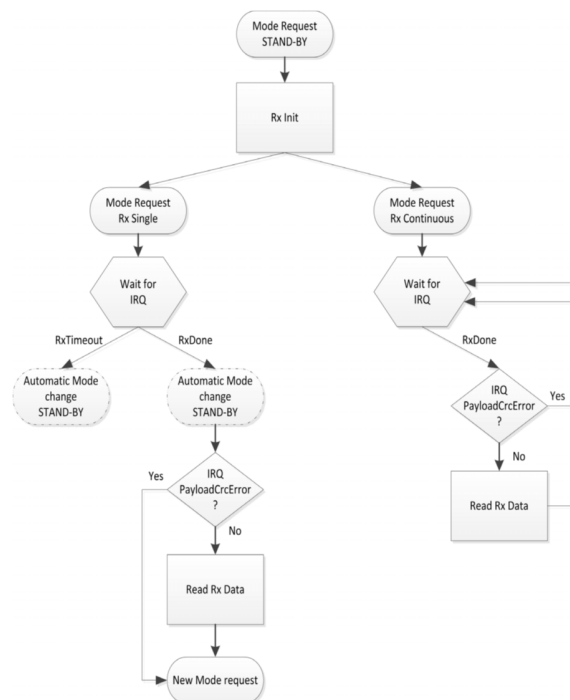 Mode Request
STAND-BY
Rx Init
Mode Request
Rx Single
Mode Request
Rx Continuous
Wait for
IRQ
Wait for
IRQ
RxTimeout
RxDone
RxDone
Automatic Mode
change
STAND-BY
Automatic Mode
change
STAND-BY
IRQ
PayloadCrcError
?
Yes
No
Read Rx Data
Yes
IRQ
PayloadCrcError
?
No
Read Rx Data
New Mode request